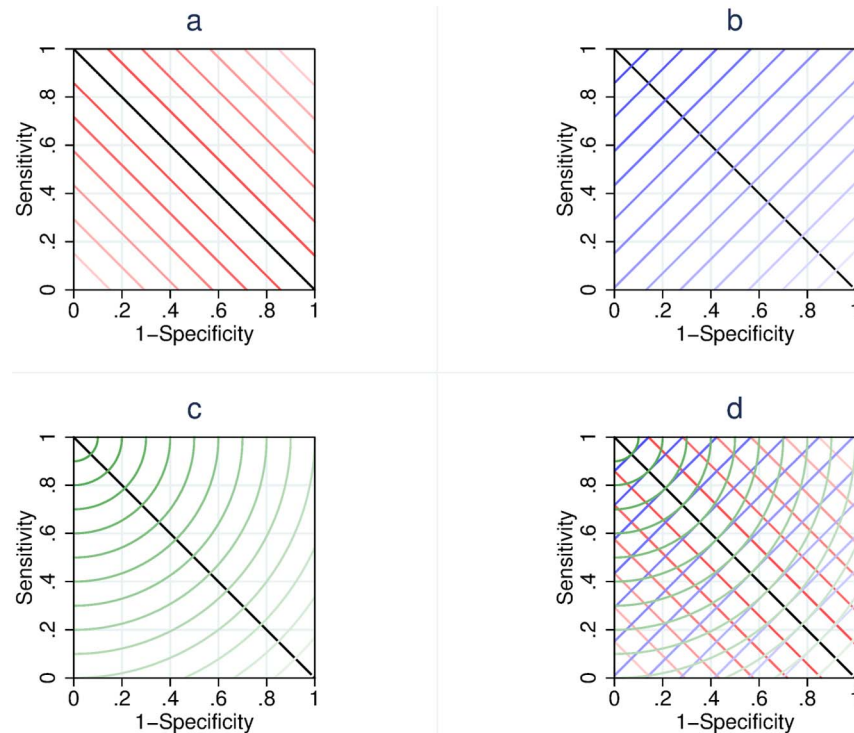 a
Sensitivity
0 .2 .4 .6 .8 1
0 .2 .4 .6 .8 1
1−Specificity
b
Sensitivity
0 .2 .4 .6 .8 1
0 .2 .4 .6 .8 1
1−Specificity
c
Sensitivity
0 .2 .4 .6 .8 1
0 .2 .4 .6 .8 1
1−Specificity
d
Sensitivity
0 .2 .4 .6 .8 1
0 .2 .4 .6 .8 1
1−Specificity